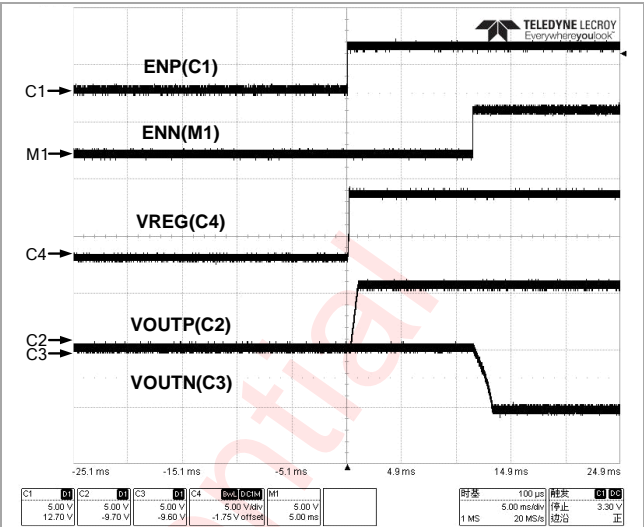 TELEDYNE LECROY
Everywhereyoulook
ENP(C1)
C1
ENN(M1)
M1
VREG(C4)
C4
VOUTP(C2)
C2
C3
VOUTN(C3)
ential
-25.1 ms -15.1 ms -5.1 ms 4.9 ms 14.9 ms 24.9 ms
C1 D1 C2 D1 C3 D1 C4 BwL DC1M M1 时基 100 µs 触发 C1 DC
5.00 V 5.00 V 5.00 V 5.00 V/div 5.00 V 5.00 ms/div 停止 3.30 V
12.70 V -9.70 V -9.60 V -1.75 V offset 5.00 ms 1 MS 20 MS/s 边沿 正